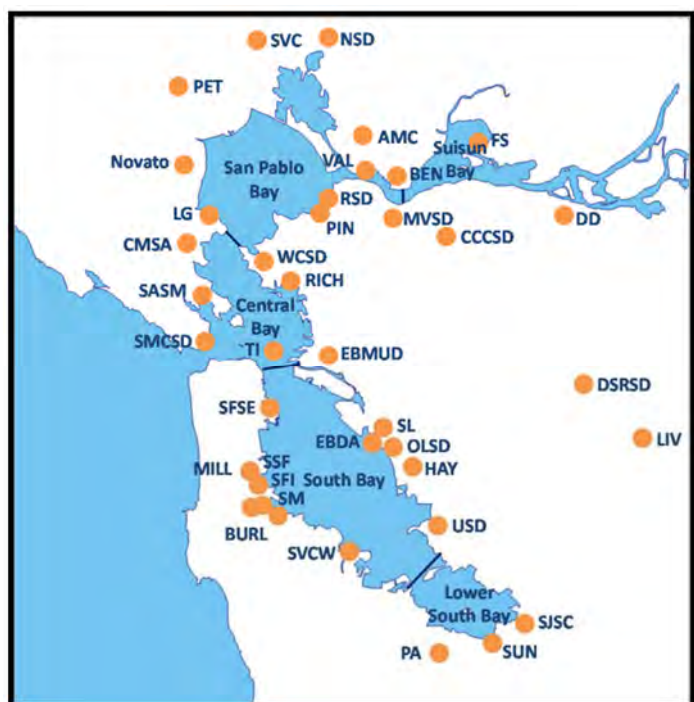 SVC
NSD
PET
AMC
FS
Suisun
Bay
Novato
San Pablo
Bay
VAL
BEN
RSD
LG
PIN
MVSD
DD
CMSA
CCCSD
WCSD
RICH
SASM
Central
Bay
SMCSD
TI
EBMUD
DSRSD
SFSE
SL
EBDA
OLSD
LIV
MILL
SSF
South Bay
HAY
SFI
SM
BURL
USD
SVCW
Lower
South Bay
SJSC
PA
SUN